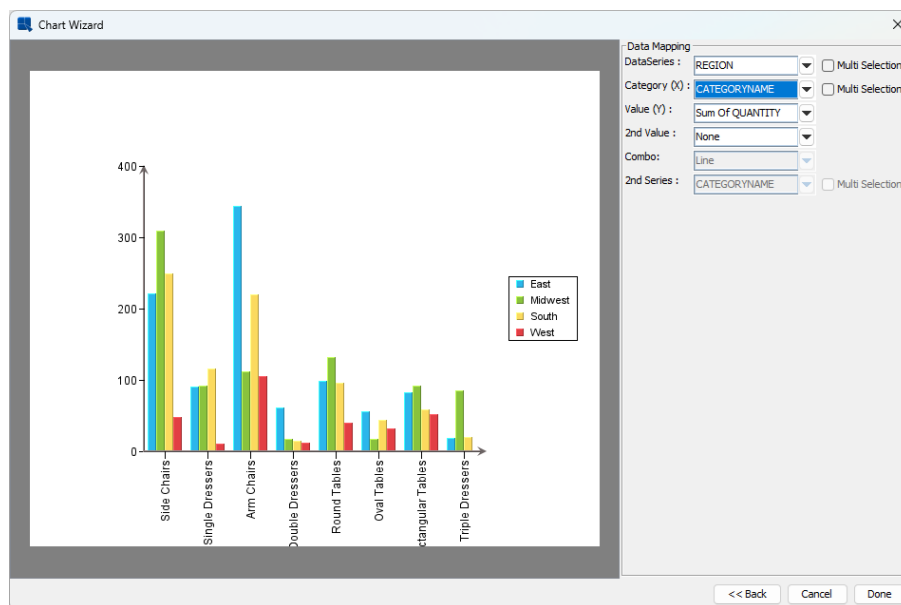 Chart Wizard
Data Mapping
DataSeries : REGION Multi Selection
Category (X) : CATEGORYNAME Multi Selection
Value (Y) : Sum Of QUANTITY
2nd Value : None
Combo: Line
2nd Series : CATEGORYNAME Multi Selection
400
300
200
100
0
East
Midwest
South
West
Side Chairs
Single Dressers
Arm Chairs
Double Dressers
Round Tables
Oval Tables
ctangular Tables
Triple Dressers
<< Back Cancel Done